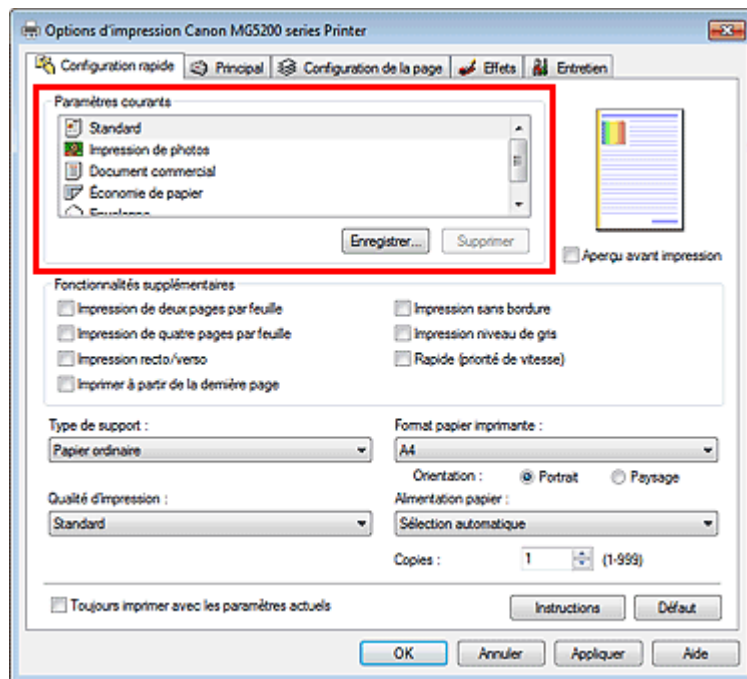 Options d'impression Canon MG5200 series Printer
Configuration rapide Principal Configuration de la page Effets Entretien
Paramètres courants
Standard
Impression de photos
Document commercial
Économie de papier
Enregistrer... Supprimer
Aperçu avant impression
Fonctionnalités supplémentaires
Impression de deux pages par feuille Impression sans bordure
Impression de quatre pages par feuille Impression niveau de gris
Impression recto/verso Rapide (priorité de vitesse)
Imprimer à partir de la dernière page
Type de support : Format papier imprimante :
Papier ordinaire A4
Orientation : Portrait Paysage
Qualité d'impression : Alimentation papier :
Standard Sélection automatique
Copies : 1 (1-999)
Toujours imprimer avec les paramètres actuels Instructions Défaut
OK Annuler Appliquer Aide